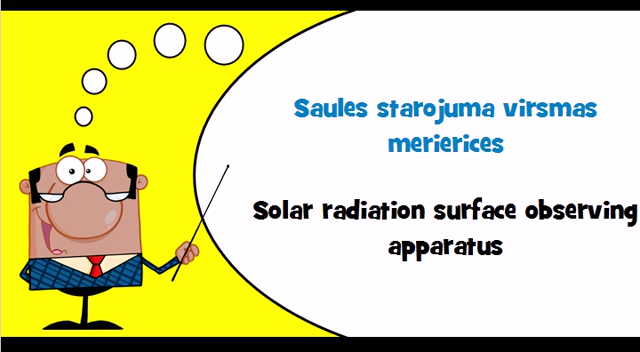 Saules starojuma virsmas
merierices
Solar radiation surface observing
apparatus